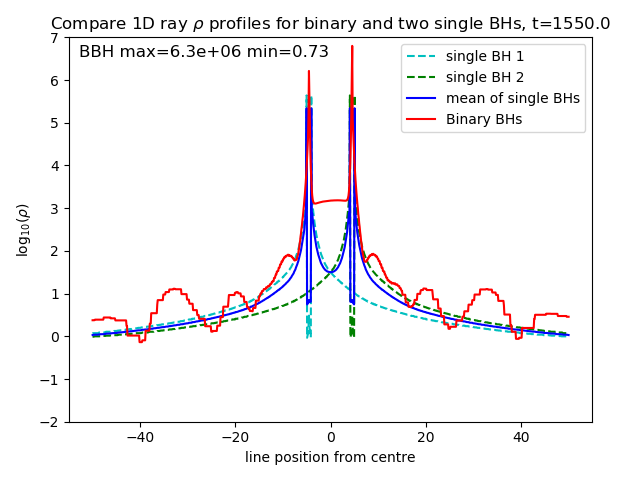 Compare 1D ray ρ profiles for binary and two single BHs, t=1550.0
BBH max=6.3e+06 min=0.73
single BH 1
single BH 2
mean of single BHs
Binary BHs
7
6
5
4
3
2
1
0
−1
−2
log₁₀(ρ)
−40 −20 0 20 40
line position from centre